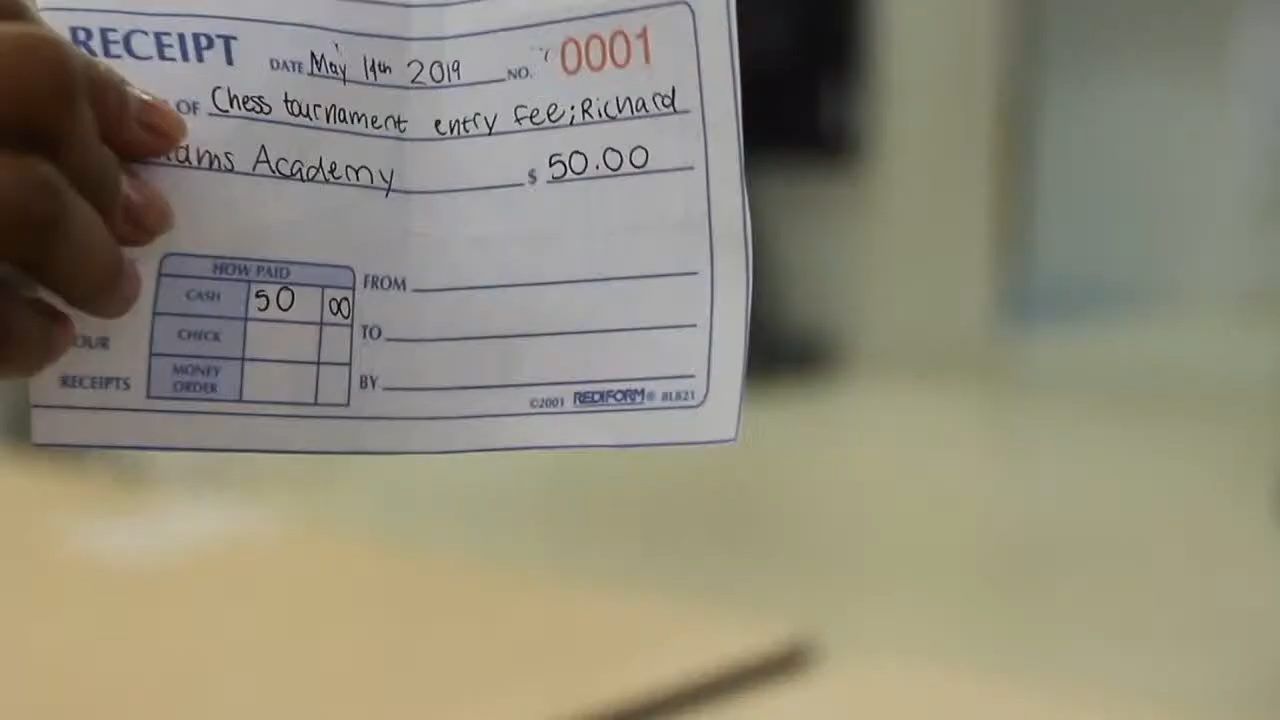 RECEIPT DATE May 14th 2019 NO. 0001
OF Chess tournament entry fee; Richard
Academy $ 50.00
HOW PAID
CASH 50 00
CHECK
MONEY ORDER
RECEIPTS
FROM
TO
BY
©2001 REDIFORM® 8L821